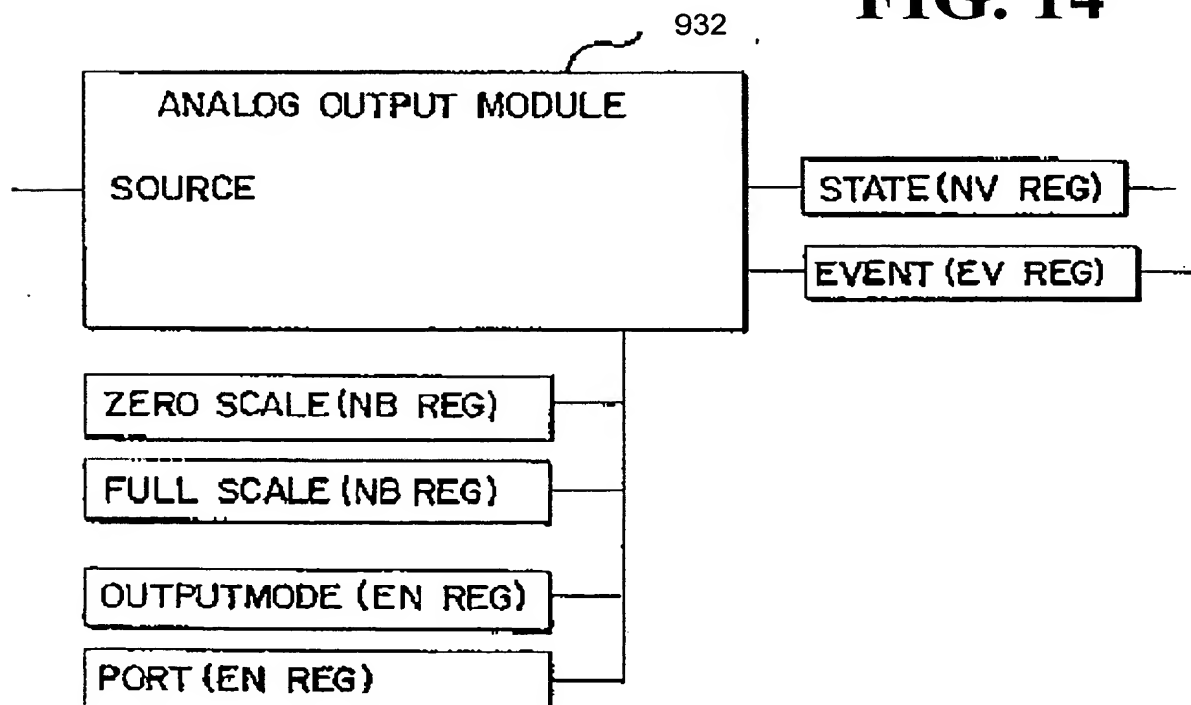 FIG. 14
932
ANALOG OUTPUT MODULE
SOURCE
STATE (NV REG)
EVENT (EV REG)
ZERO SCALE (NB REG)
FULL SCALE (NB REG)
OUTPUTMODE (EN REG)
PORT (EN REG)